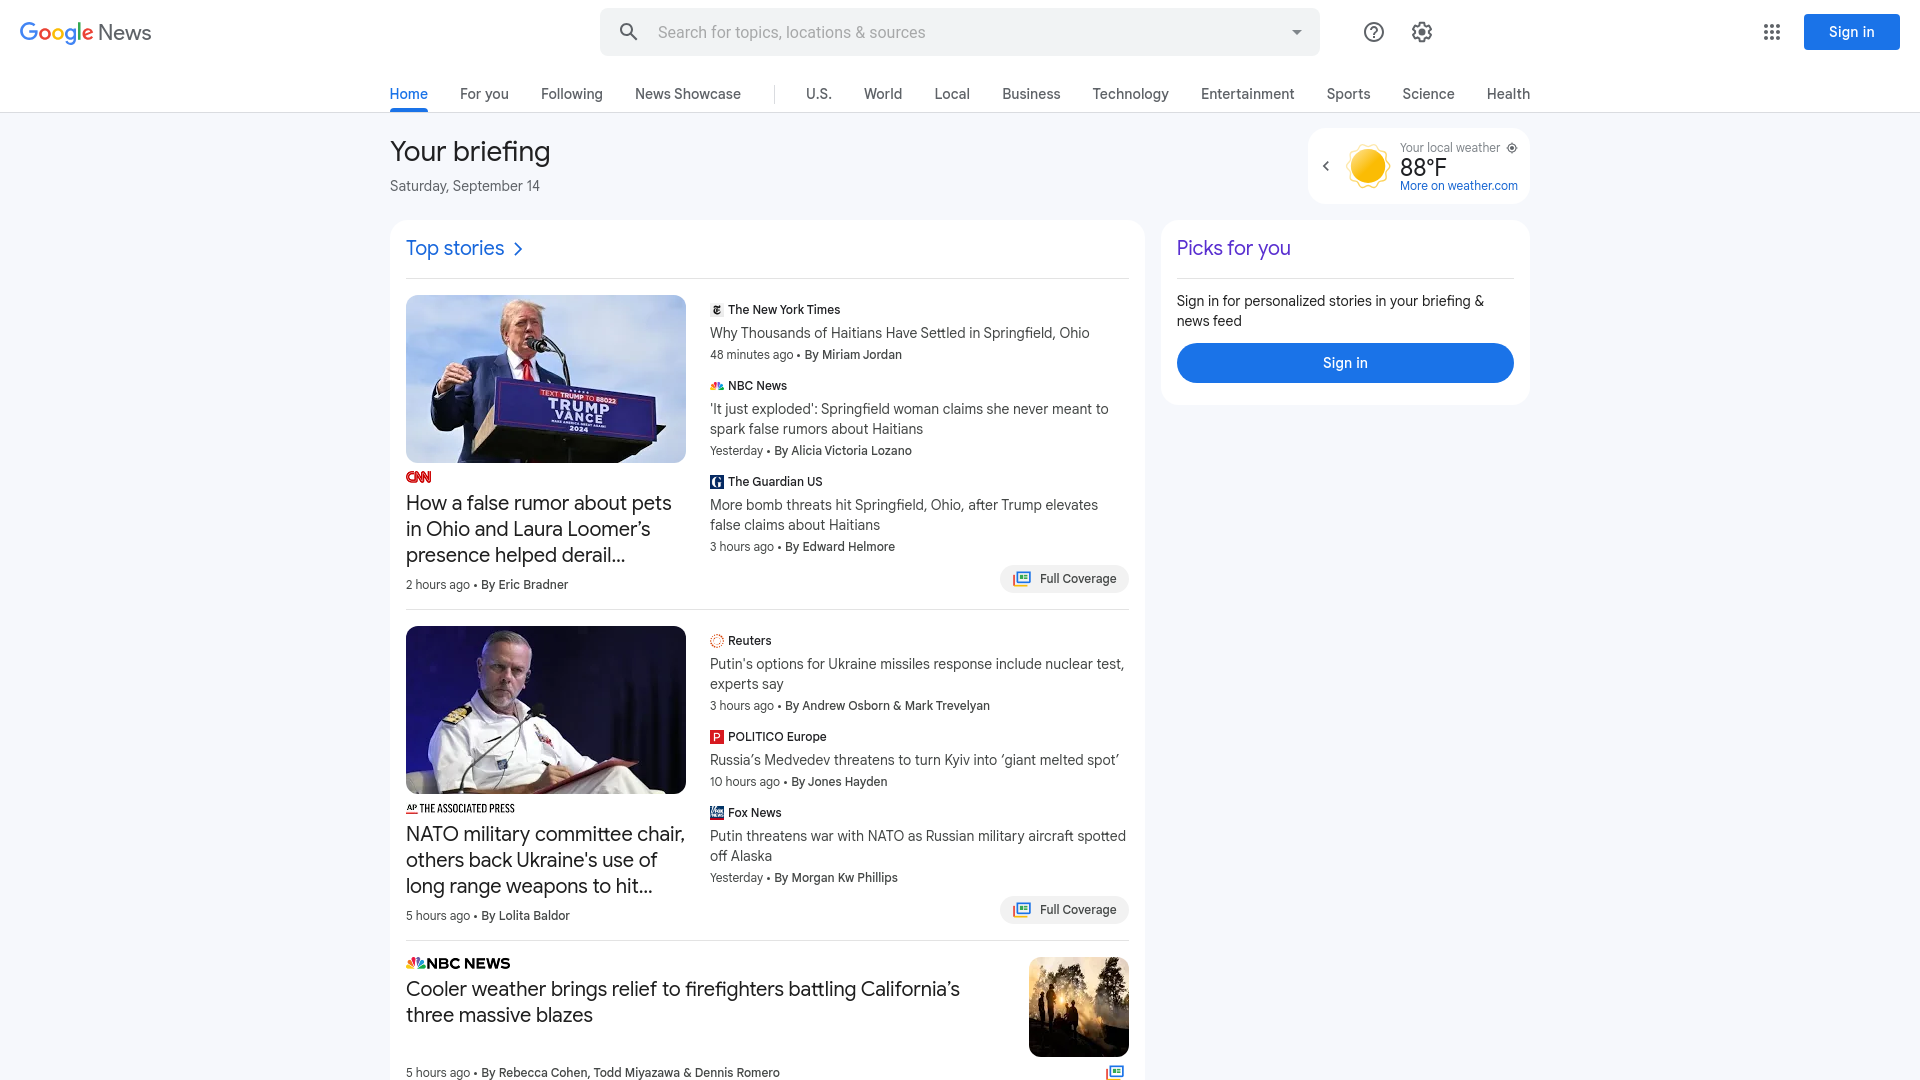 Google News
Search for topics, locations & sources
Sign in
Home
For you
Following
News Showcase
U.S.
World
Local
Business
Technology
Entertainment
Sports
Science
Health
Your briefing
Saturday, September 14
Your local weather
88°F
More on weather.com
Top stories
TEXT TRUMP TO 88022
TRUMP
VANCE
MAKE AMERICA GREAT AGAIN!
2024
CNN
How a false rumor about pets
in Ohio and Laura Loomer’s
presence helped derail...
2 hours ago • By Eric Bradner
The New York Times
Why Thousands of Haitians Have Settled in Springfield, Ohio
48 minutes ago • By Miriam Jordan
NBC News
'It just exploded': Springfield woman claims she never meant to
spark false rumors about Haitians
Yesterday • By Alicia Victoria Lozano
The Guardian US
More bomb threats hit Springfield, Ohio, after Trump elevates
false claims about Haitians
3 hours ago • By Edward Helmore
Full Coverage
Picks for you
Sign in for personalized stories in your briefing &
news feed
Sign in
AP THE ASSOCIATED PRESS
NATO military committee chair,
others back Ukraine's use of
long range weapons to hit...
5 hours ago • By Lolita Baldor
Reuters
Putin's options for Ukraine missiles response include nuclear test,
experts say
3 hours ago • By Andrew Osborn & Mark Trevelyan
POLITICO Europe
Russia’s Medvedev threatens to turn Kyiv into ‘giant melted spot’
10 hours ago • By Jones Hayden
Fox News
Putin threatens war with NATO as Russian military aircraft spotted
off Alaska
Yesterday • By Morgan Kw Phillips
Full Coverage
NBC NEWS
Cooler weather brings relief to firefighters battling California’s
three massive blazes
5 hours ago • By Rebecca Cohen, Todd Miyazawa & Dennis Romero